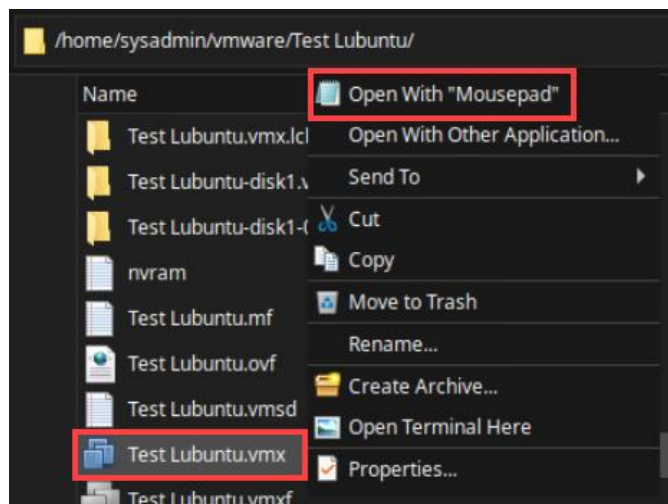 /home/sysadmin/vmware/Test Lubuntu/
Name
Test Lubuntu.vmx.lc
Test Lubuntu-disk1.v
Test Lubuntu-disk1-0
nvram
Test Lubuntu.mf
Test Lubuntu.ovf
Test Lubuntu.vmsd
Test Lubuntu.vmx
Test Lubuntu.vmxf
Open With "Mousepad"
Open With Other Application...
Send To
Cut
Copy
Move to Trash
Rename...
Create Archive...
Open Terminal Here
Properties...